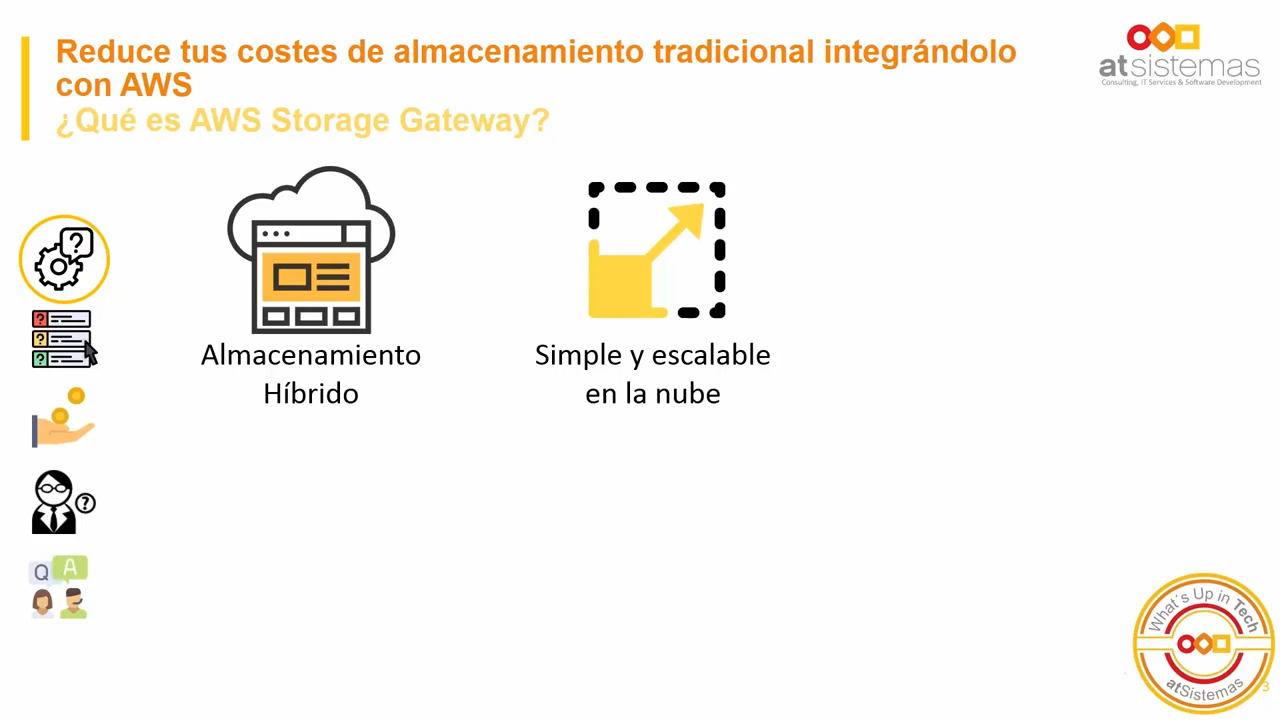 Reduce tus costes de almacenamiento tradicional integrándolo
con AWS
¿Qué es AWS Storage Gateway?
atsistemas
Consulting, IT Services & Software Development
Almacenamiento
Híbrido
Simple y escalable
en la nube
?
?
?
?
?
Q A
What´s Up in Tech
atSistemas
3